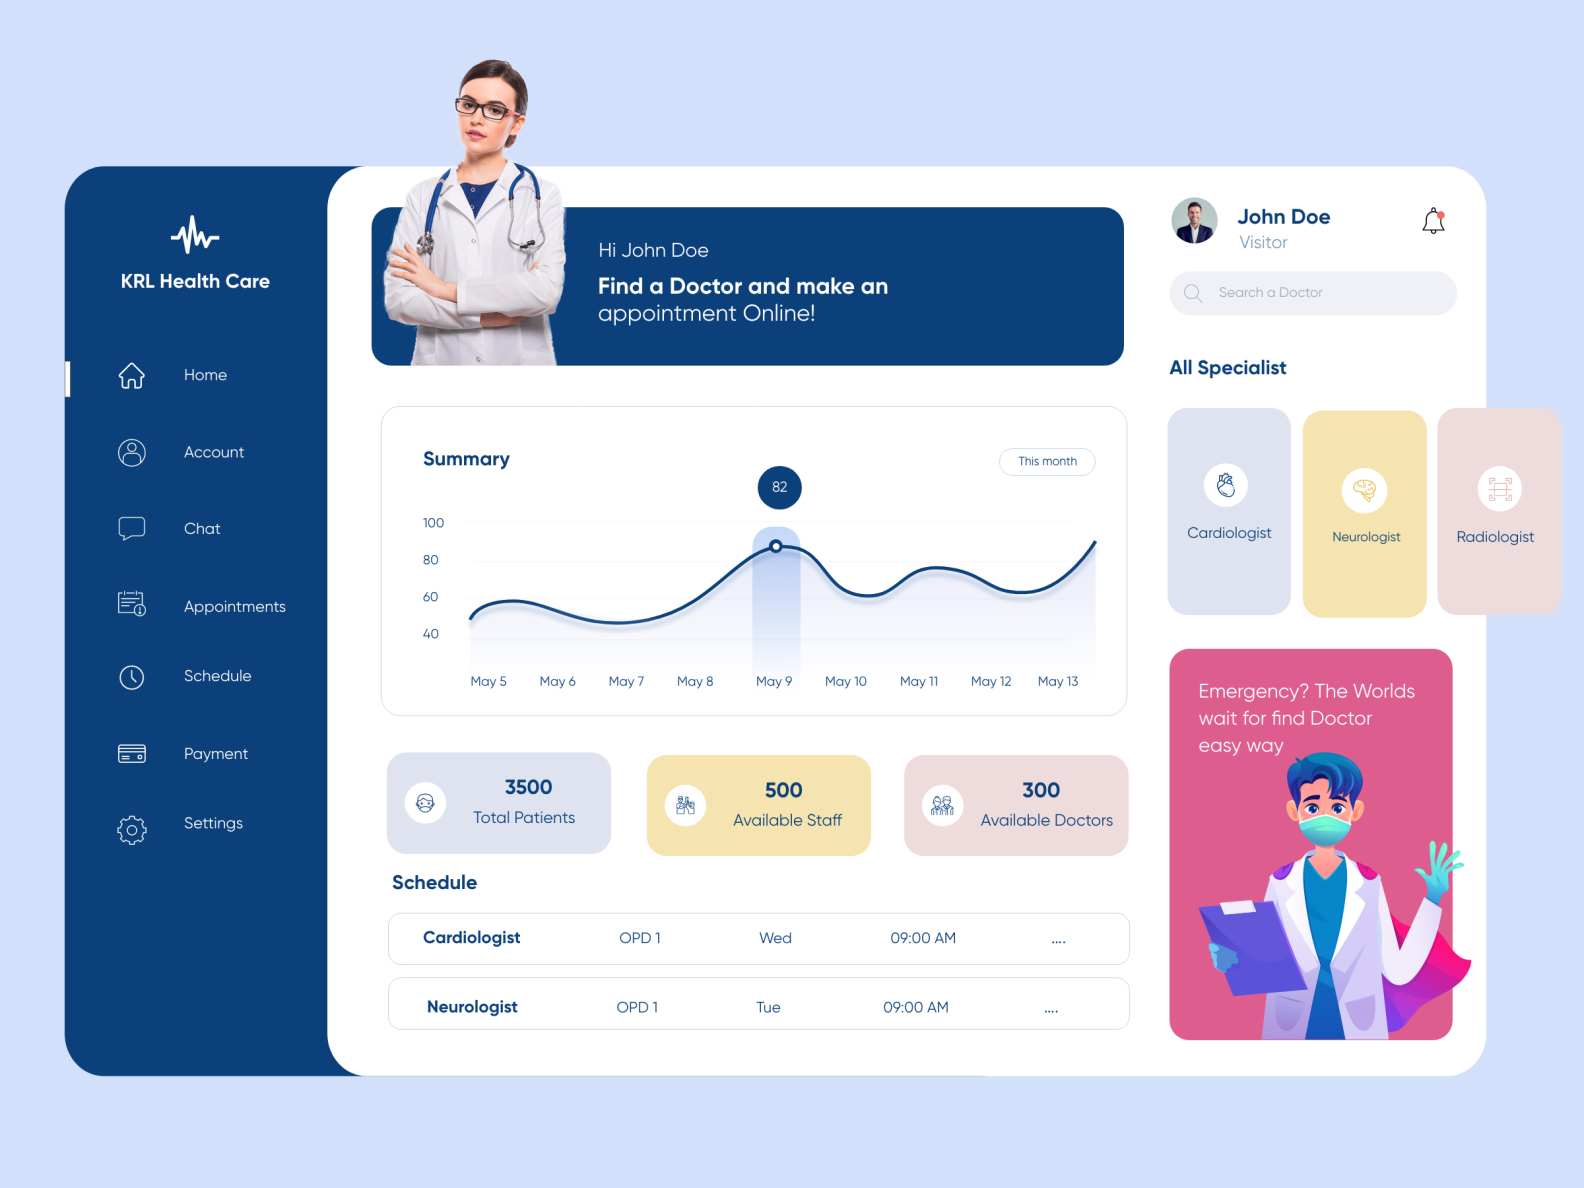 KRL Health Care
Home
Account
Chat
Appointments
Schedule
Payment
Settings
Hi John Doe
Find a Doctor and make an
appointment Online!
Summary
This month
82
100
80
60
40
May 5 May 6 May 7 May 8 May 9 May 10 May 11 May 12 May 13
3500
Total Patients
500
Available Staff
300
Available Doctors
Schedule
Cardiologist OPD 1 Wed 09:00 AM ....
Neurologist OPD 1 Tue 09:00 AM ....
John Doe
Visitor
Search a Doctor
All Specialist
Cardiologist
Neurologist
Radiologist
Emergency? The Worlds
wait for find Doctor
easy way